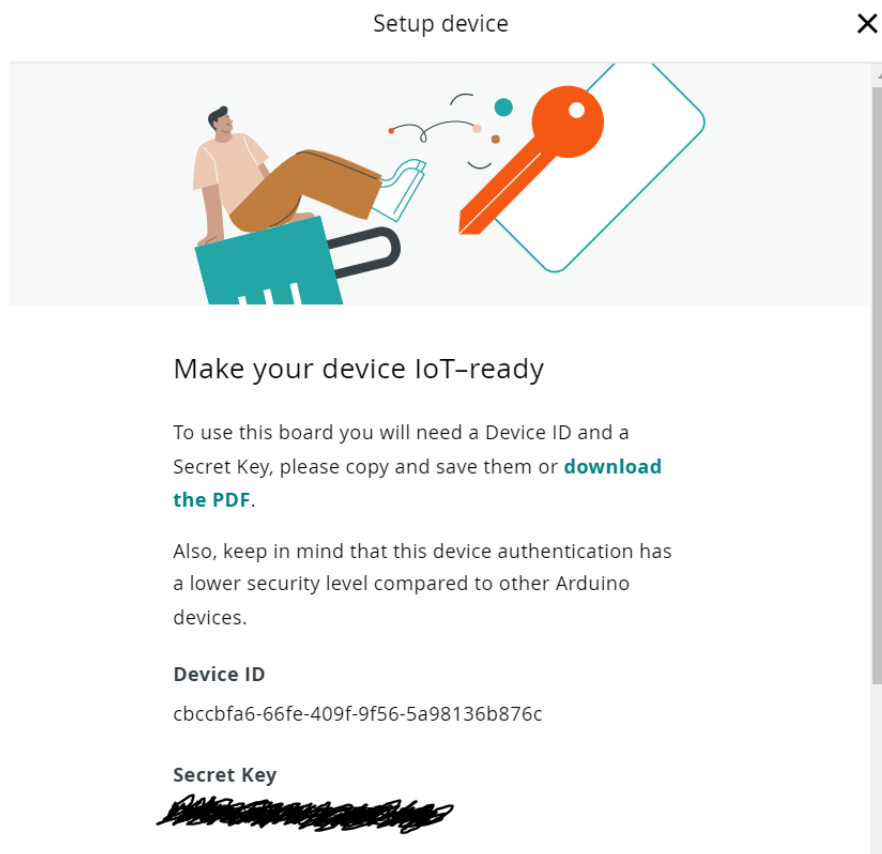 Setup device
Make your device IoT–ready
To use this board you will need a Device ID and a
Secret Key, please copy and save them or download
the PDF.
Also, keep in mind that this device authentication has
a lower security level compared to other Arduino
devices.
Device ID
cbccbfa6-66fe-409f-9f56-5a98136b876c
Secret Key